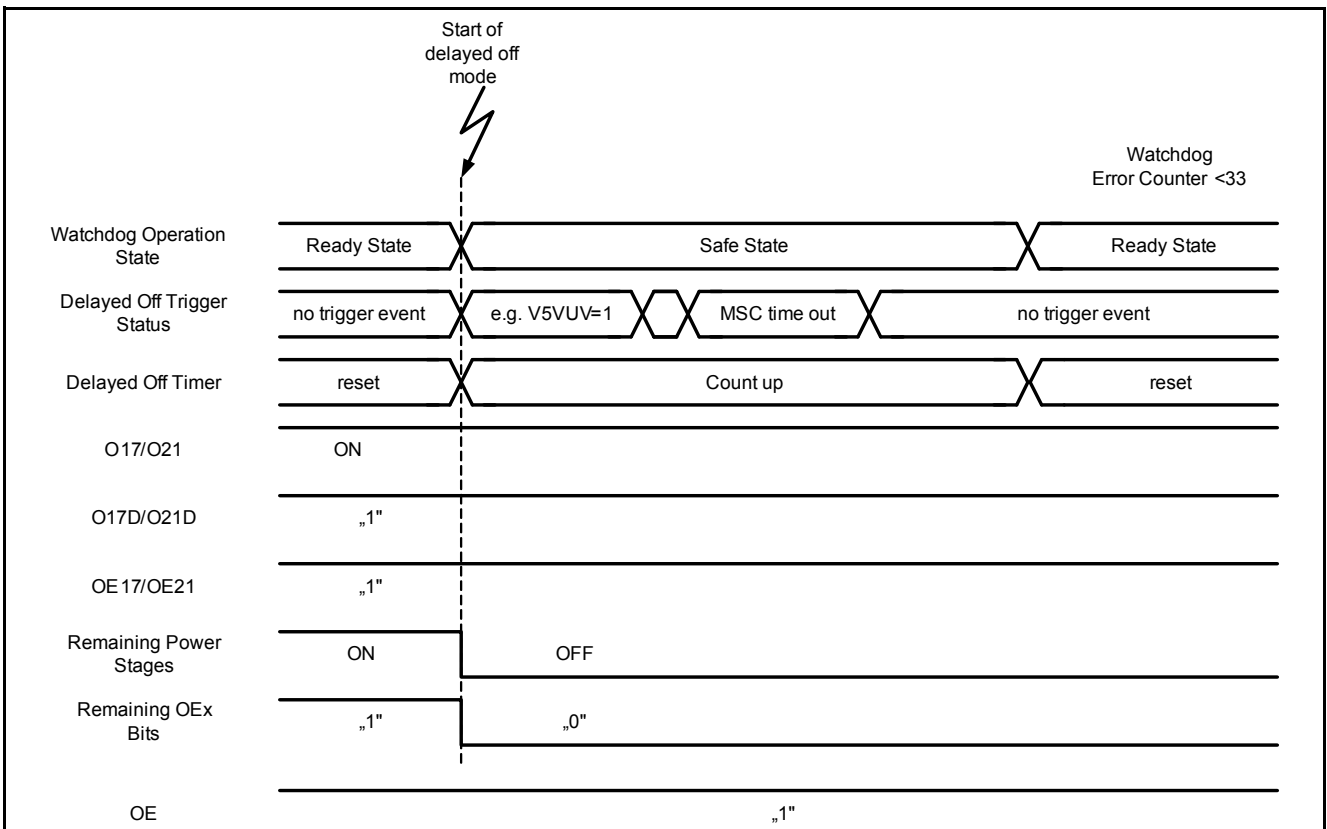 Start of
delayed off
mode
Watchdog
Error Counter <33
Watchdog Operation
State
Ready State
Safe State
Ready State
Delayed Off Trigger
Status
no trigger event
e.g. V5VUV=1
MSC time out
no trigger event
Delayed Off Timer
reset
Count up
reset
O17/O21
ON
O17D/O21D
„1"
OE17/OE21
„1"
Remaining Power
Stages
ON
OFF
Remaining OEx
Bits
„1"
„0"
OE
„1"